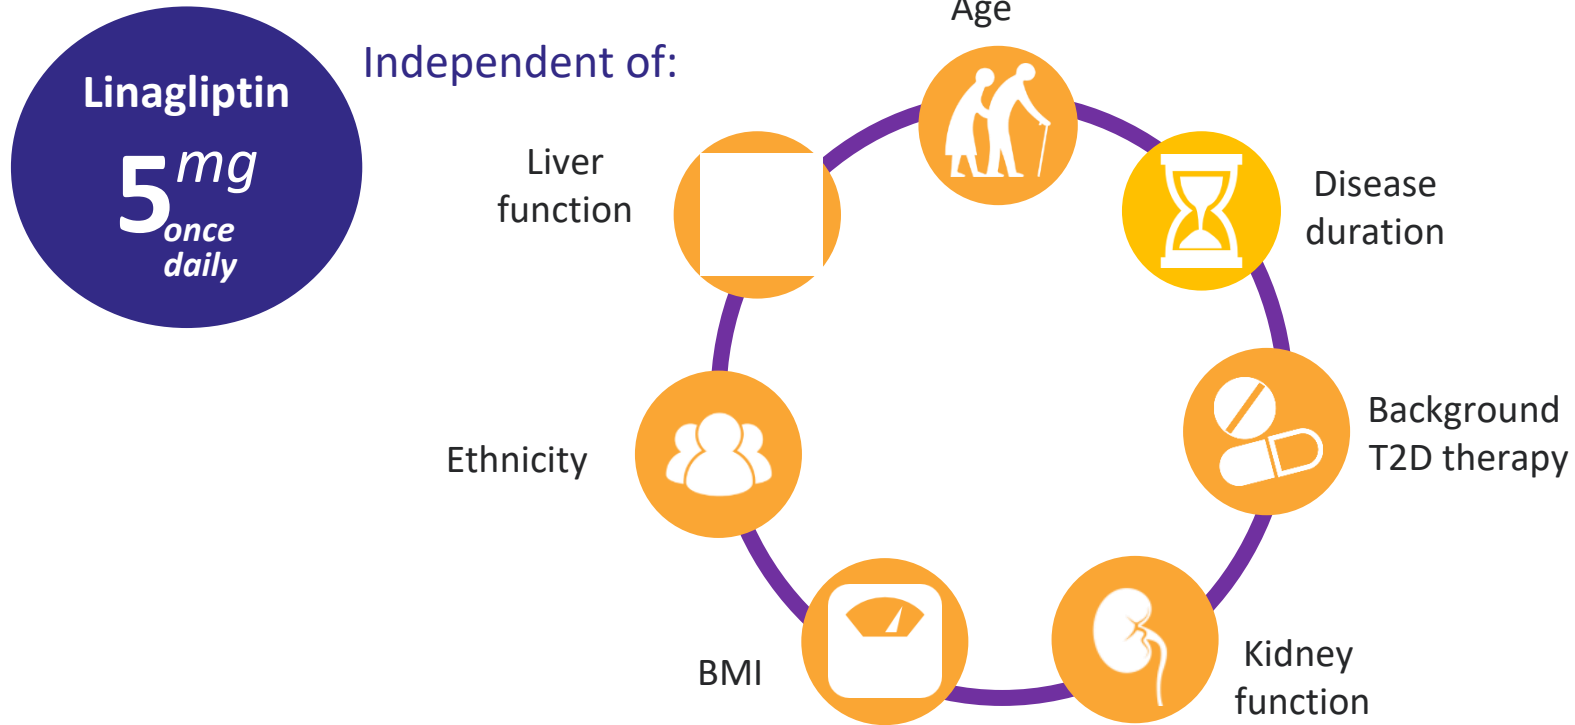 Linagliptin
5 mg
once
daily
Independent of:
Age
Disease
duration
Background
T2D therapy
Kidney
function
BMI
Ethnicity
Liver
function